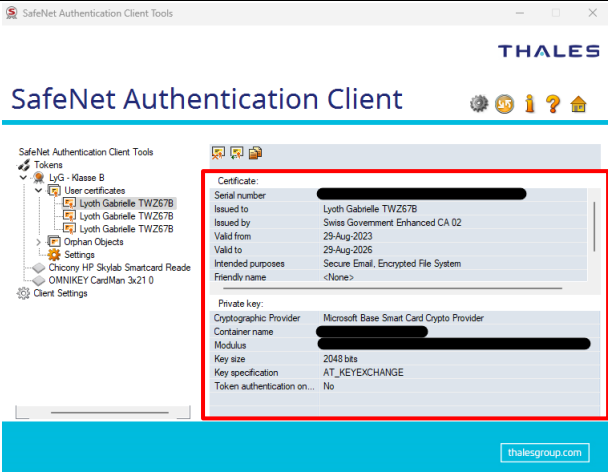 SafeNet Authentication Client Tools
THALES
SafeNet Authentication Client
SafeNet Authentication Client Tools
Tokens
LyG - Klasse B
User certificates
Lyoth Gabrielle TWZ67B
Lyoth Gabrielle TWZ67B
Lyoth Gabrielle TWZ67B
Orphan Objects
Settings
Chicony HP Skylab Smartcard Reade
OMNIKEY CardMan 3x21 0
Client Settings
Certificate:
Serial number
Issued to Lyoth Gabrielle TWZ67B
Issued by Swiss Government Enhanced CA 02
Valid from 29-Aug-2023
Valid to 29-Aug-2026
Intended purposes Secure Email, Encrypted File System
Friendly name <None>
Private key:
Cryptographic Provider Microsoft Base Smart Card Crypto Provider
Container name
Modulus
Key size 2048 bits
Key specification AT_KEYEXCHANGE
Token authentication on... No
thalesgroup.com